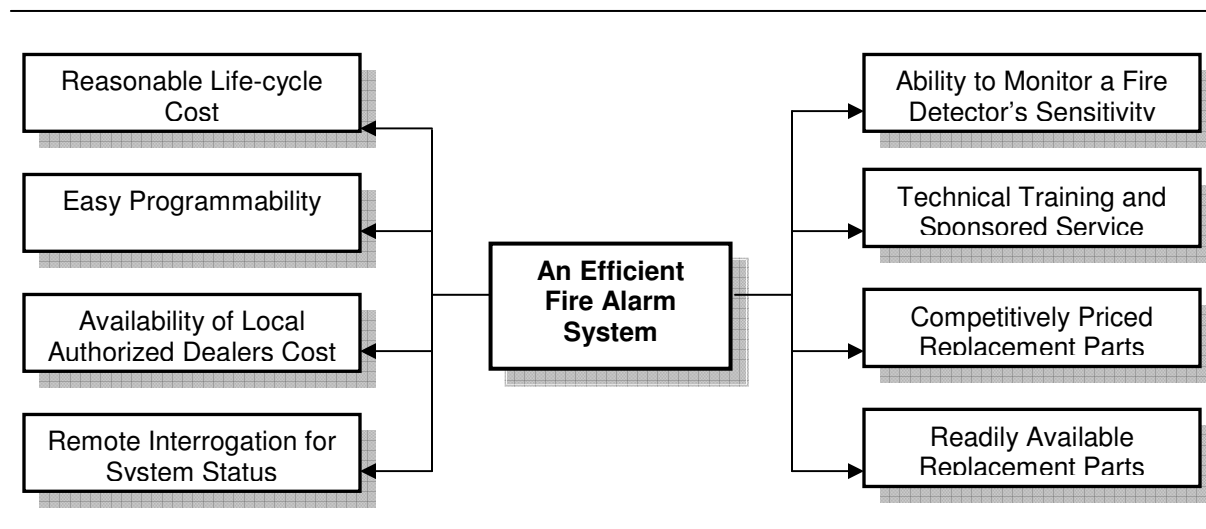 Reasonable Life-cycle
Cost
Easy Programmability
Availability of Local
Authorized Dealers Cost
Remote Interrogation for
System Status
An Efficient
Fire Alarm
System
Ability to Monitor a Fire
Detector's Sensitivity
Technical Training and
Sponsored Service
Competitively Priced
Replacement Parts
Readily Available
Replacement Parts